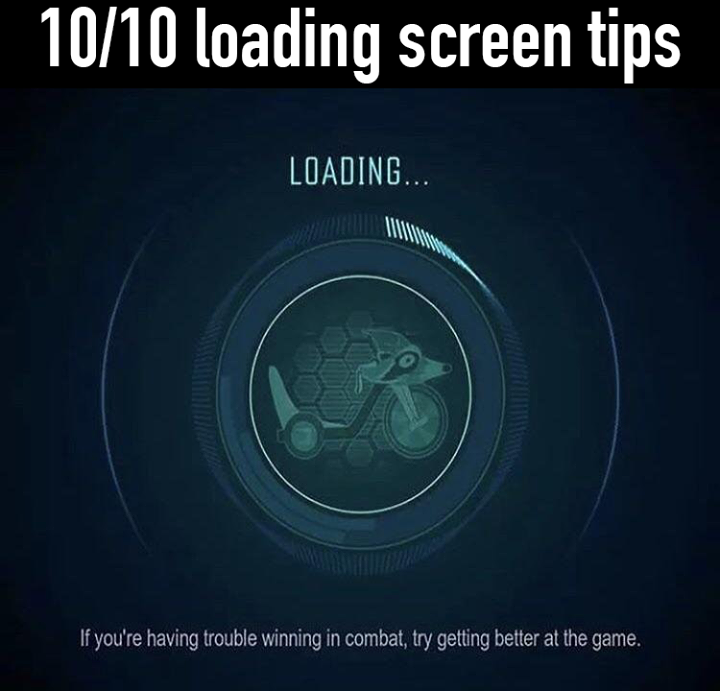 10/10 loading screen tips
LOADING...
If you're having trouble winning in combat, try getting better at the game.